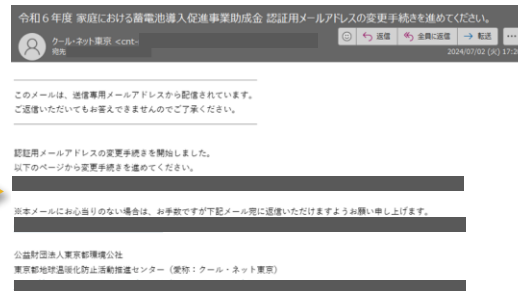 令和6年度 家庭における蓄電池導入促進事業助成金 認証用メールアドレスの変更手続きを進めてください。
クール・ネット東京 <cnt-
宛先
返信 全員に返信 転送 …
2024/07/02 (火) 17:2
このメールは、送信専用メールアドレスから配信されています。
ご返信いただいてもお答えできませんのでご了承ください。
認証用メールアドレスの変更手続きを開始しました。
以下のページから変更手続きを進めてください。
※本メールにお心当りのない場合は、お手数ですが下記メール宛に返信いただけますようお願い申し上げます。
公益財団法人東京都環境公社
東京都地球温暖化防止活動推進センター（愛称：クール・ネット東京）